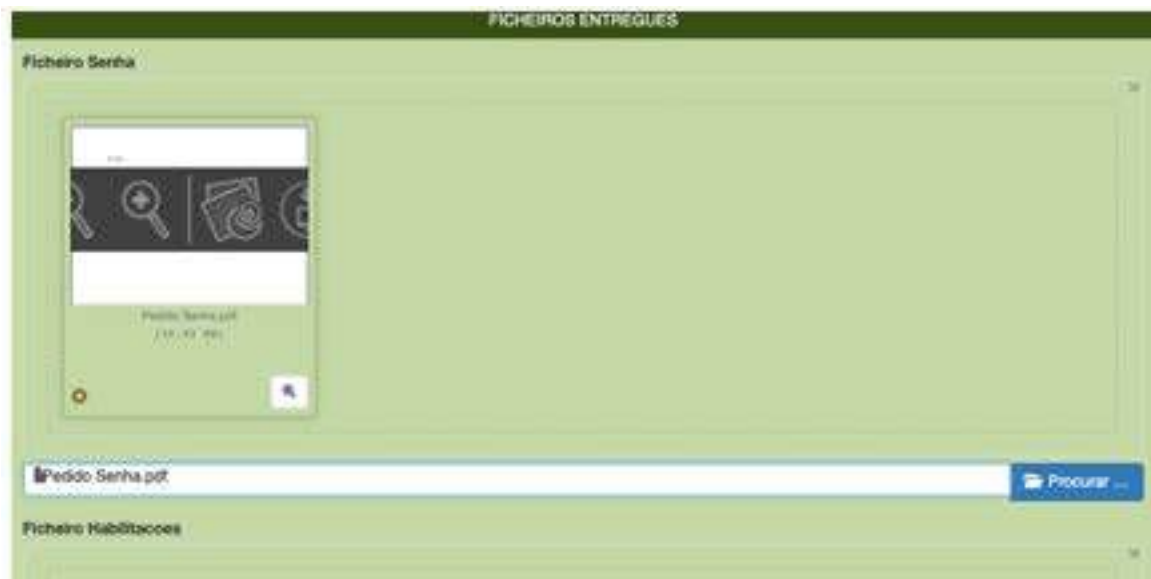 FICHEIROS ENTREGUES
Ficheiro Senha
Pedido Senha.pdf
Pedido Senha.pdf
Procurar ...
Ficheiro Habilitacoes